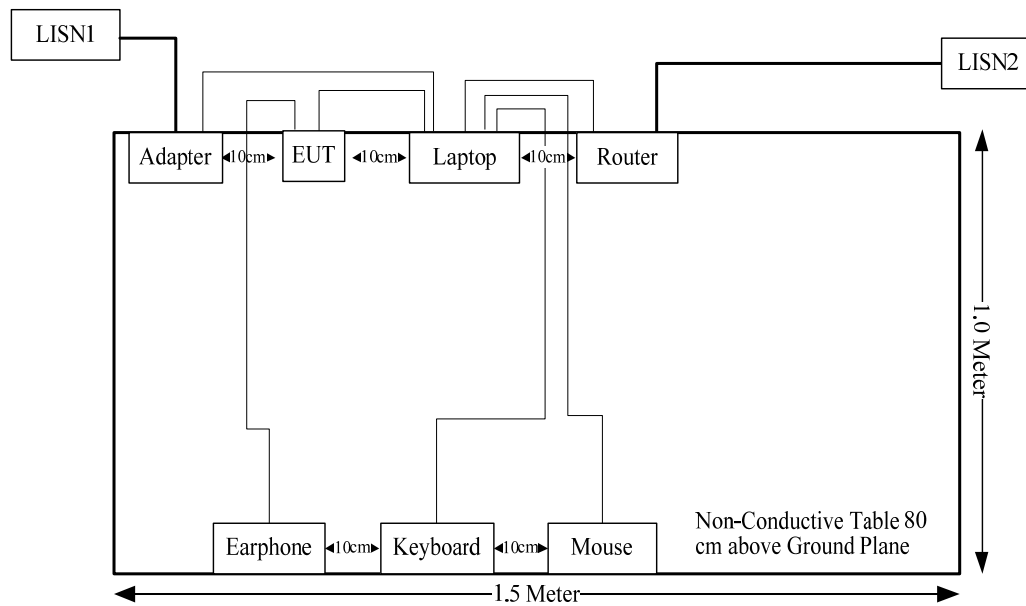 LISN1
LISN2
Adapter
10cm
EUT
10cm
Laptop
10cm
Router
1.0 Meter
Earphone
10cm
Keyboard
10cm
Mouse
Non-Conductive Table 80
cm above Ground Plane
1.5 Meter